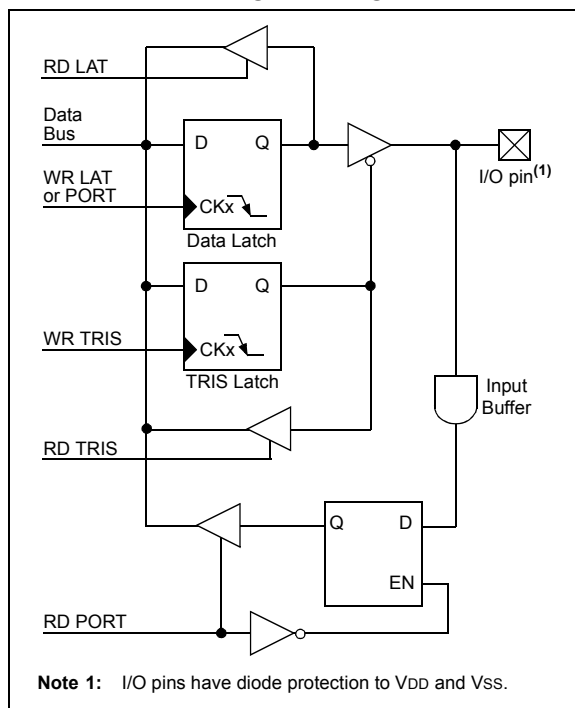 RD LAT
Data
Bus
WR LAT
or PORT
D Q
CKx
Data Latch
I/O pin(1)
D Q
WR TRIS
CKx
TRIS Latch
Input
Buffer
RD TRIS
Q D
EN
RD PORT
Note 1: I/O pins have diode protection to VDD and VSS.